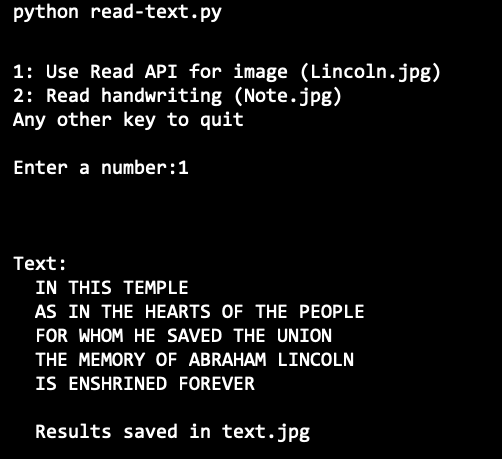 python read-text.py
1: Use Read API for image (Lincoln.jpg)
2: Read handwriting (Note.jpg)
Any other key to quit
Enter a number:1
Text:
IN THIS TEMPLE
AS IN THE HEARTS OF THE PEOPLE
FOR WHOM HE SAVED THE UNION
THE MEMORY OF ABRAHAM LINCOLN
IS ENSHRINED FOREVER
Results saved in text.jpg